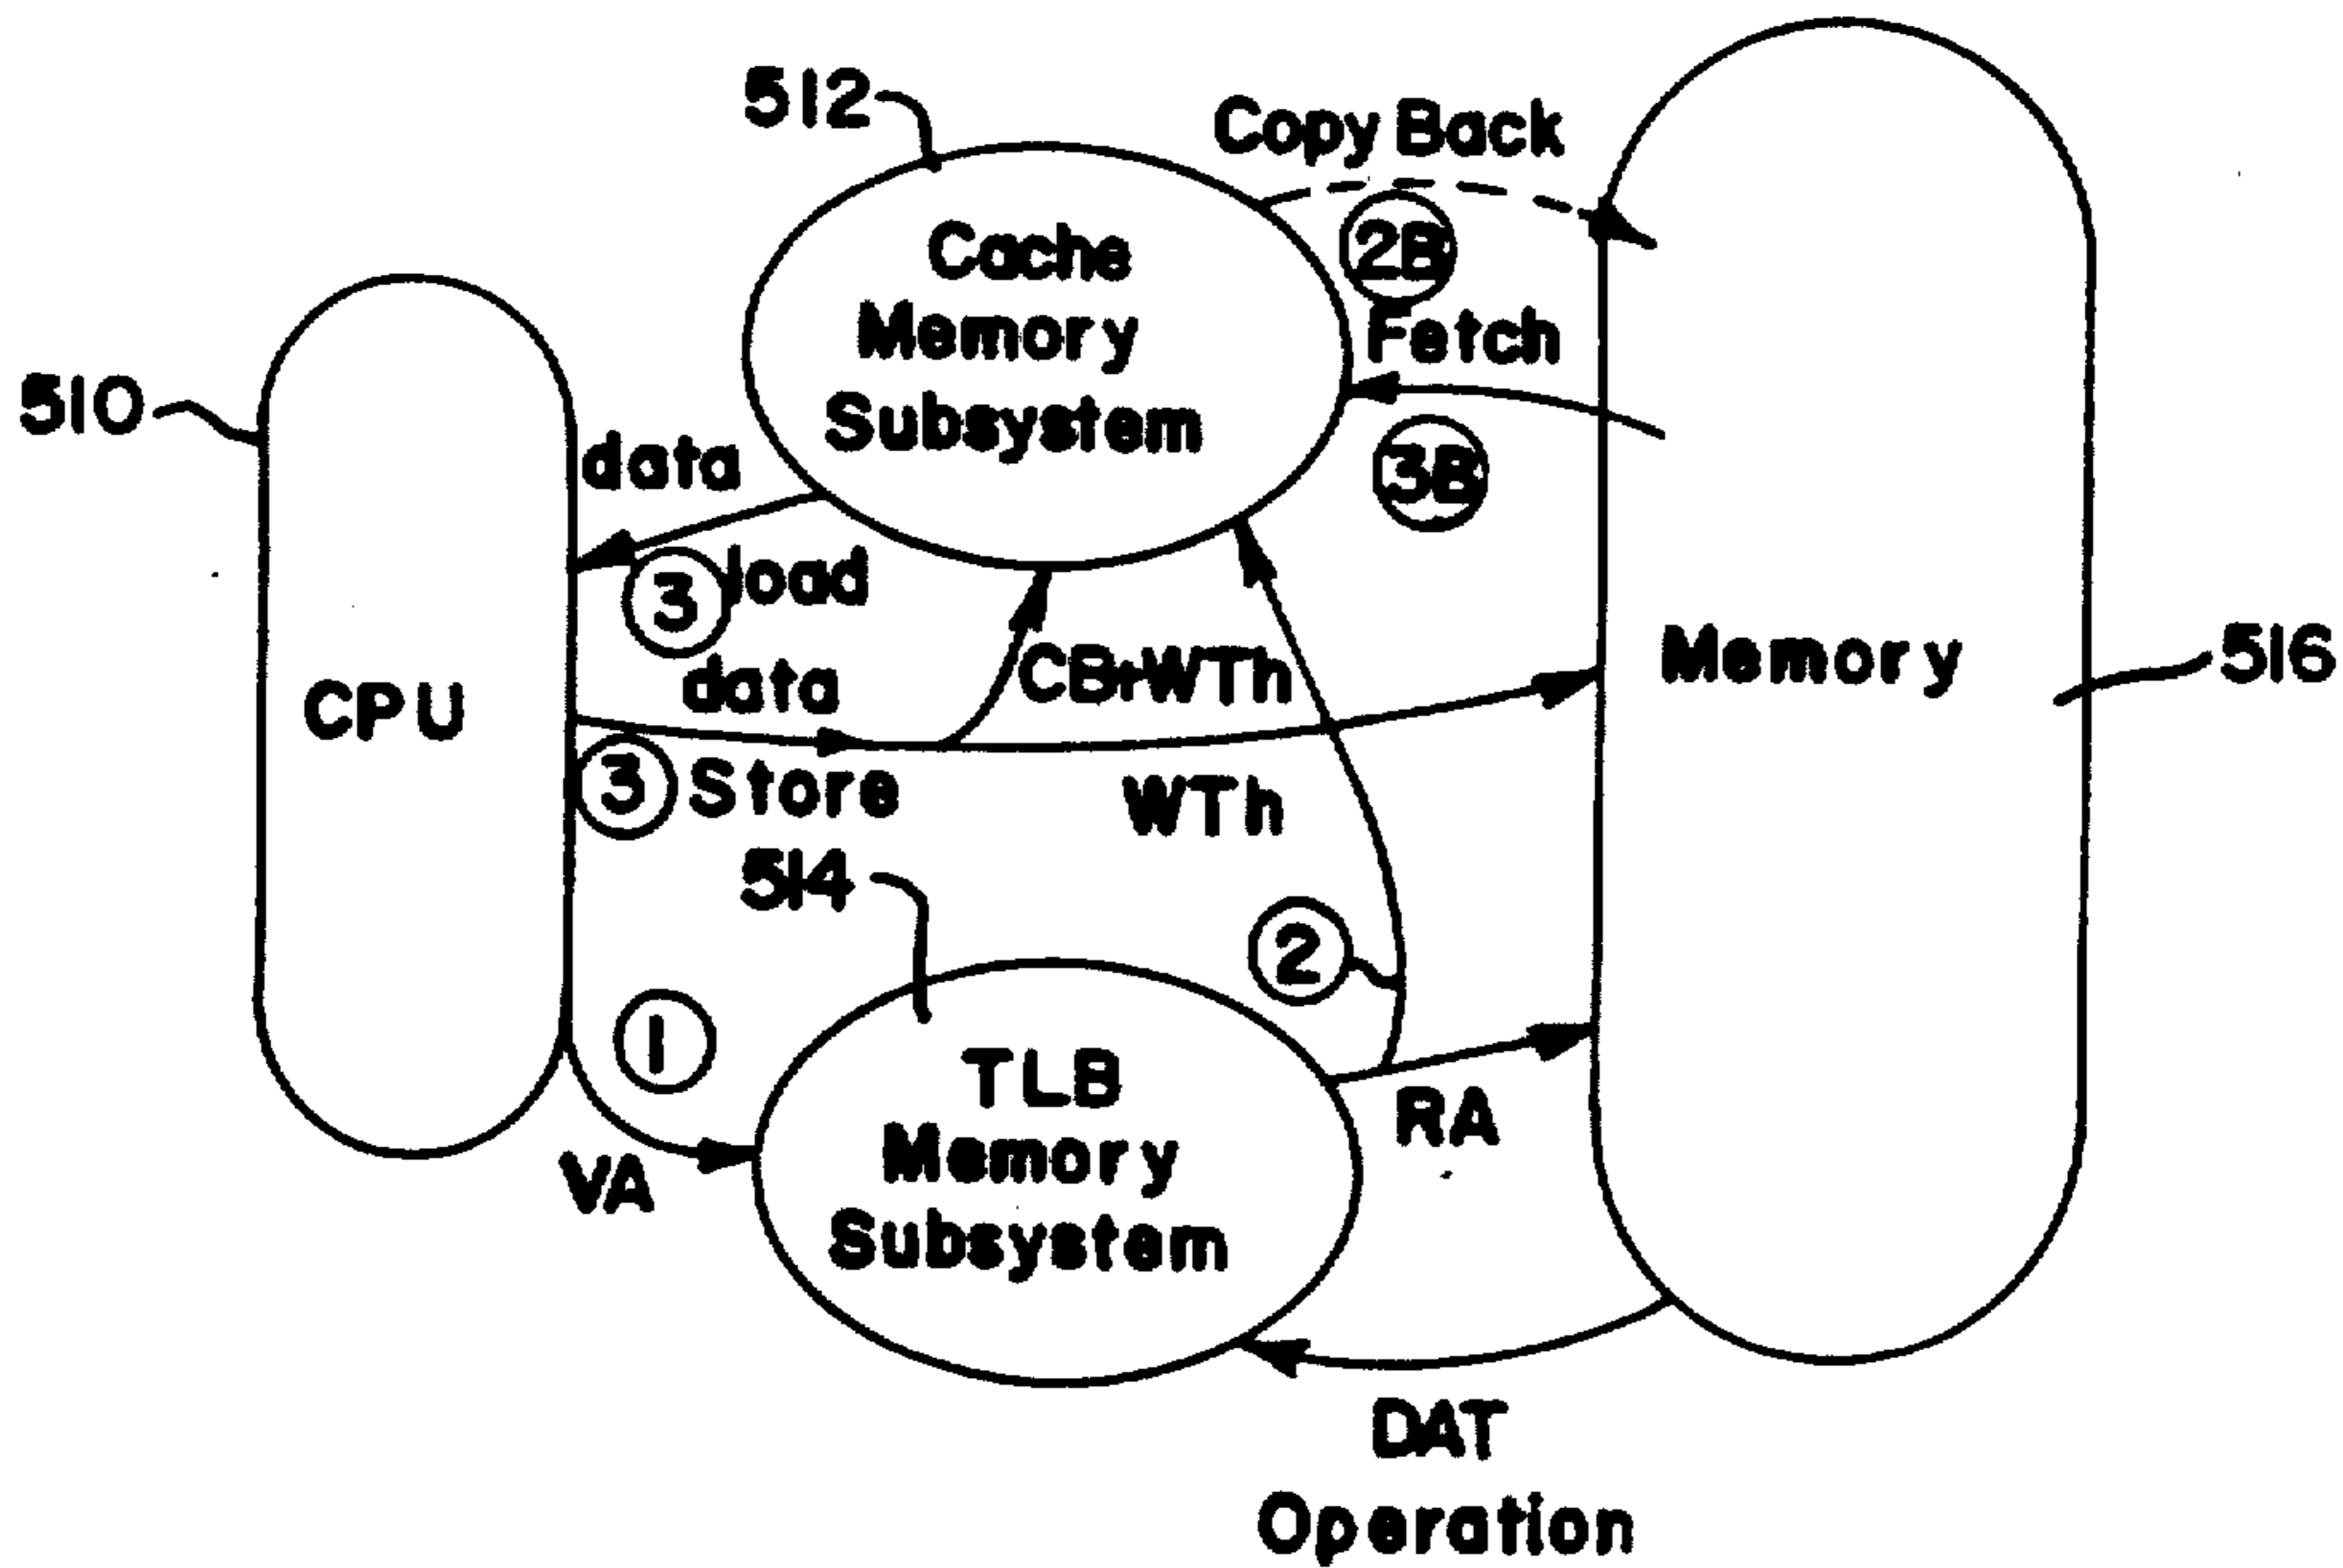 512
Copy Back
2B
Cache
Memory
Subsystem
Fetch
3B
510
data
3 load
data
CBrWTh
CPU
Memory
516
3 Store
WTh
514
2
1
TLB
Memory
Subsystem
RA
VA
DAT
Operation